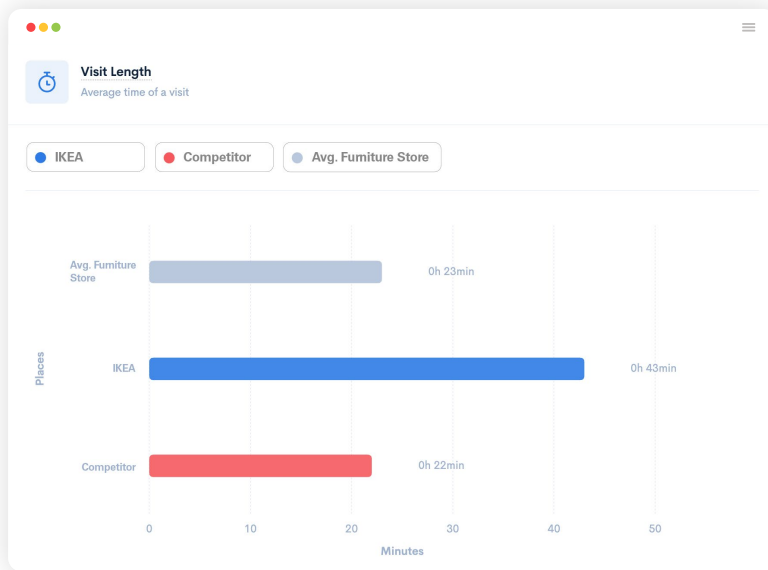 Visit Length
Average time of a visit
IKEA
Competitor
Avg. Furniture Store
Avg. Furniture
Store
0h 23min
Places
IKEA
0h 43min
Competitor
0h 22min
0 10 20 30 40 50
Minutes